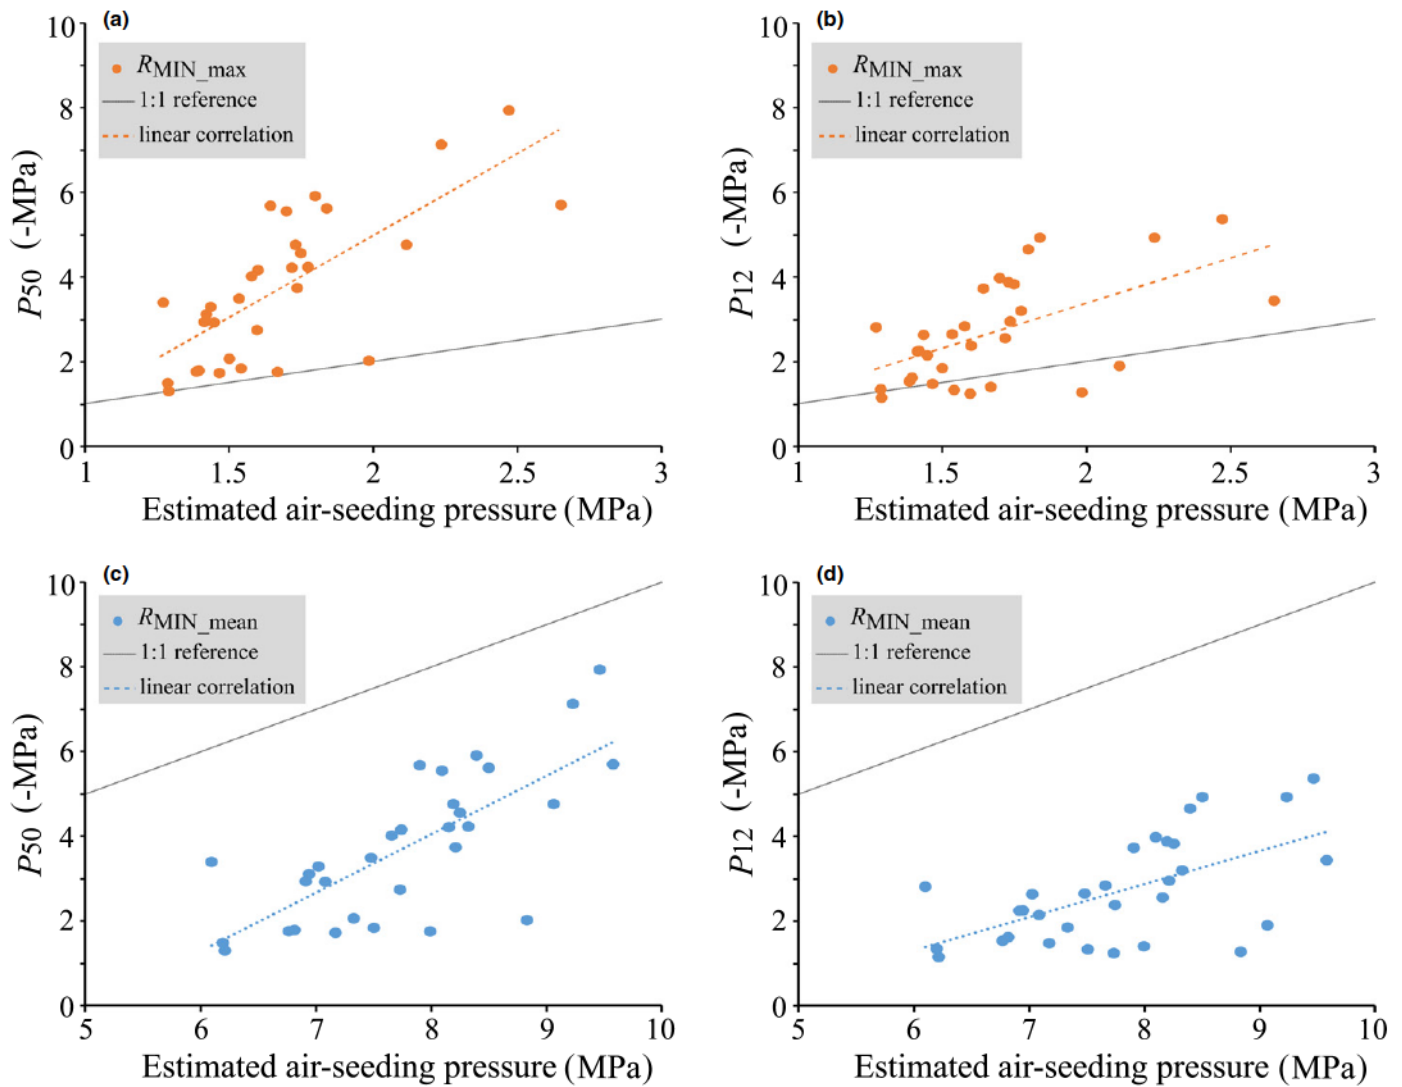 (a)
10
8
6
4
2
0
P50 (-MPa)
RMIN_max
1:1 reference
linear correlation
1 1.5 2 2.5 3
Estimated air-seeding pressure (MPa)
(b)
10
8
6
4
2
0
P12 (-MPa)
RMIN_max
1:1 reference
linear correlation
1 1.5 2 2.5 3
Estimated air-seeding pressure (MPa)
(c)
10
8
6
4
2
0
P50 (-MPa)
RMIN_mean
1:1 reference
linear correlation
5 6 7 8 9 10
Estimated air-seeding pressure (MPa)
(d)
10
8
6
4
2
0
P12 (-MPa)
RMIN_mean
1:1 reference
linear correlation
5 6 7 8 9 10
Estimated air-seeding pressure (MPa)